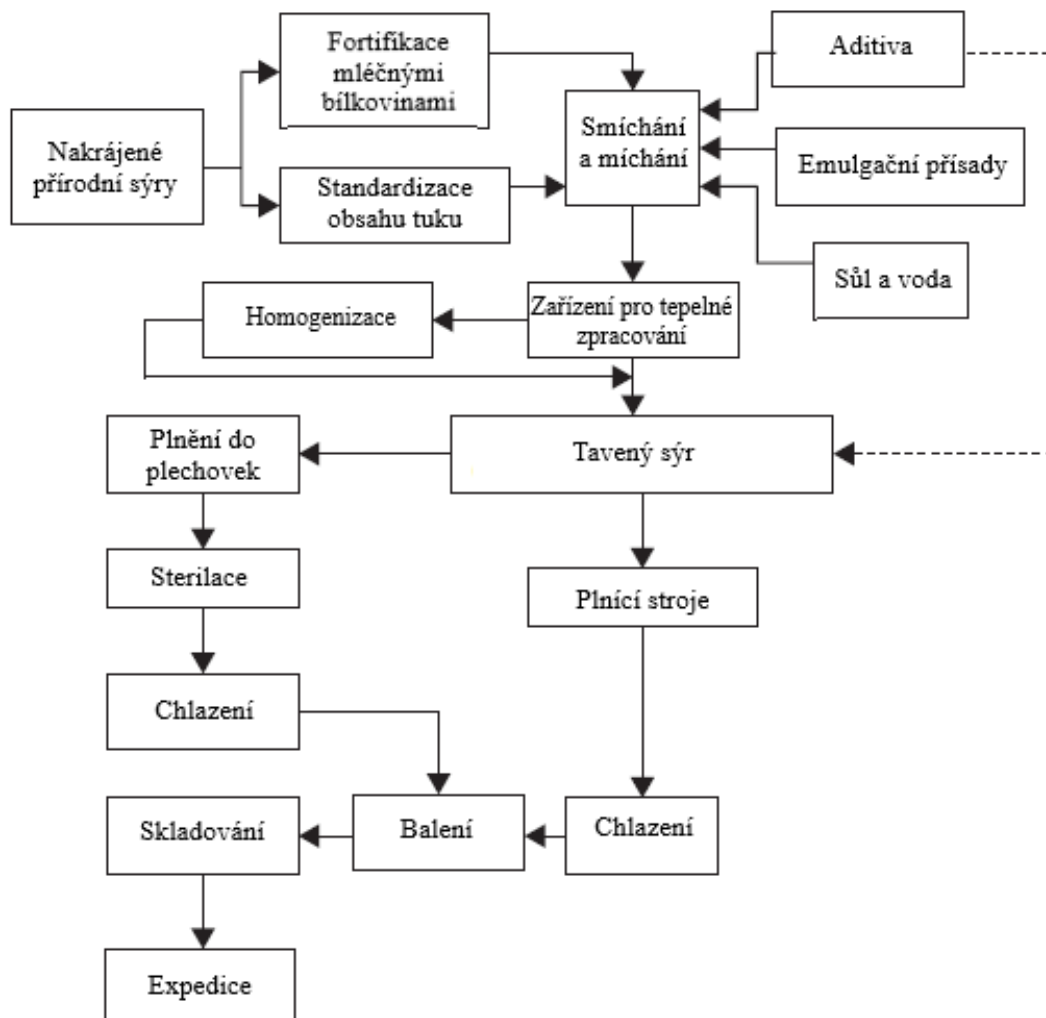 Fortifikace
mléčnými
bílkovinami
Aditiva
Smíchání
a míchání
Nakrájené
přírodní sýry
Emulgační přísady
Standardizace
obsahu tuku
Sůl a voda
Homogenizace
Zařízení pro tepelné
zpracování
Plnění do
plechovek
Tavený sýr
Sterilace
Plnící stroje
Chlazení
Skladování
Balení
Chlazení
Expedice